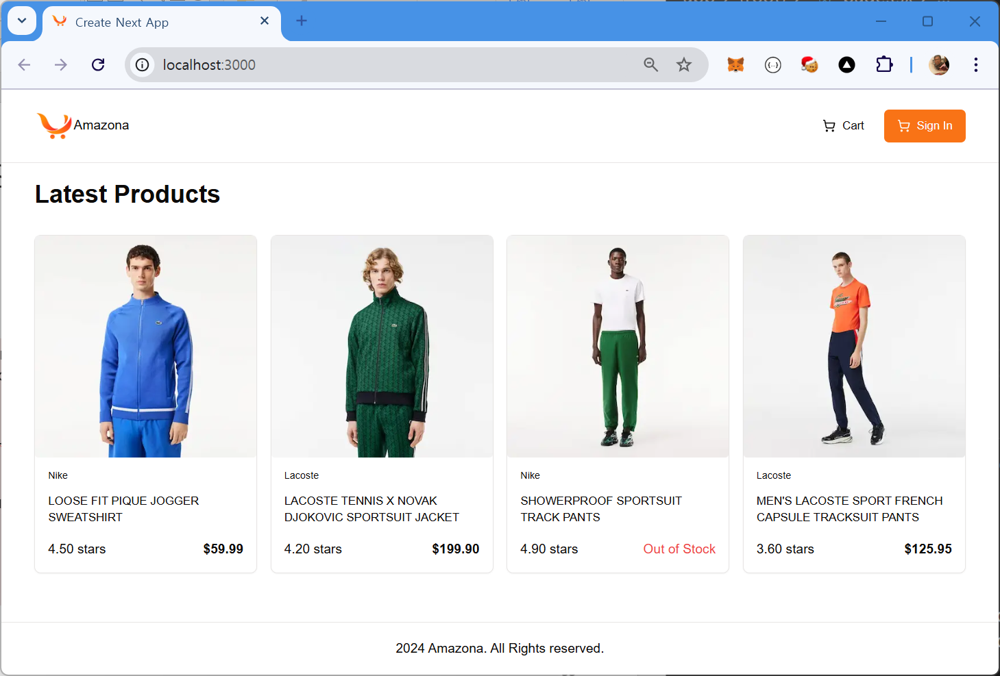 Create Next App
localhost:3000
Amazona
Cart
Sign In
Latest Products
Nike
LOOSE FIT PIQUE JOGGER
SWEATSHIRT
4.50 stars
$59.99
Lacoste
LACOSTE TENNIS X NOVAK
DJOKOVIC SPORTSUIT JACKET
4.20 stars
$199.90
Nike
SHOWERPROOF SPORTSUIT
TRACK PANTS
4.90 stars
Out of Stock
Lacoste
MEN'S LACOSTE SPORT FRENCH
CAPSULE TRACKSUIT PANTS
3.60 stars
$125.95
2024 Amazona. All Rights reserved.